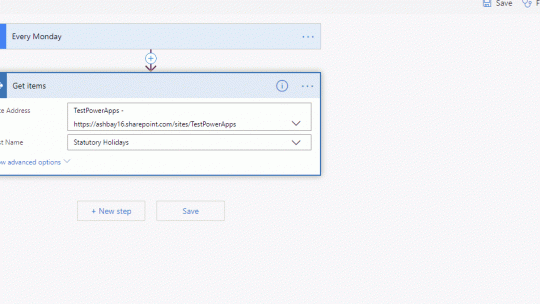 Save
Every Monday
Get items
Address
TestPowerApps -
https://ashbay16.sharepoint.com/sites/TestPowerApps
Name
Statutory Holidays
advanced options
+ New step
Save